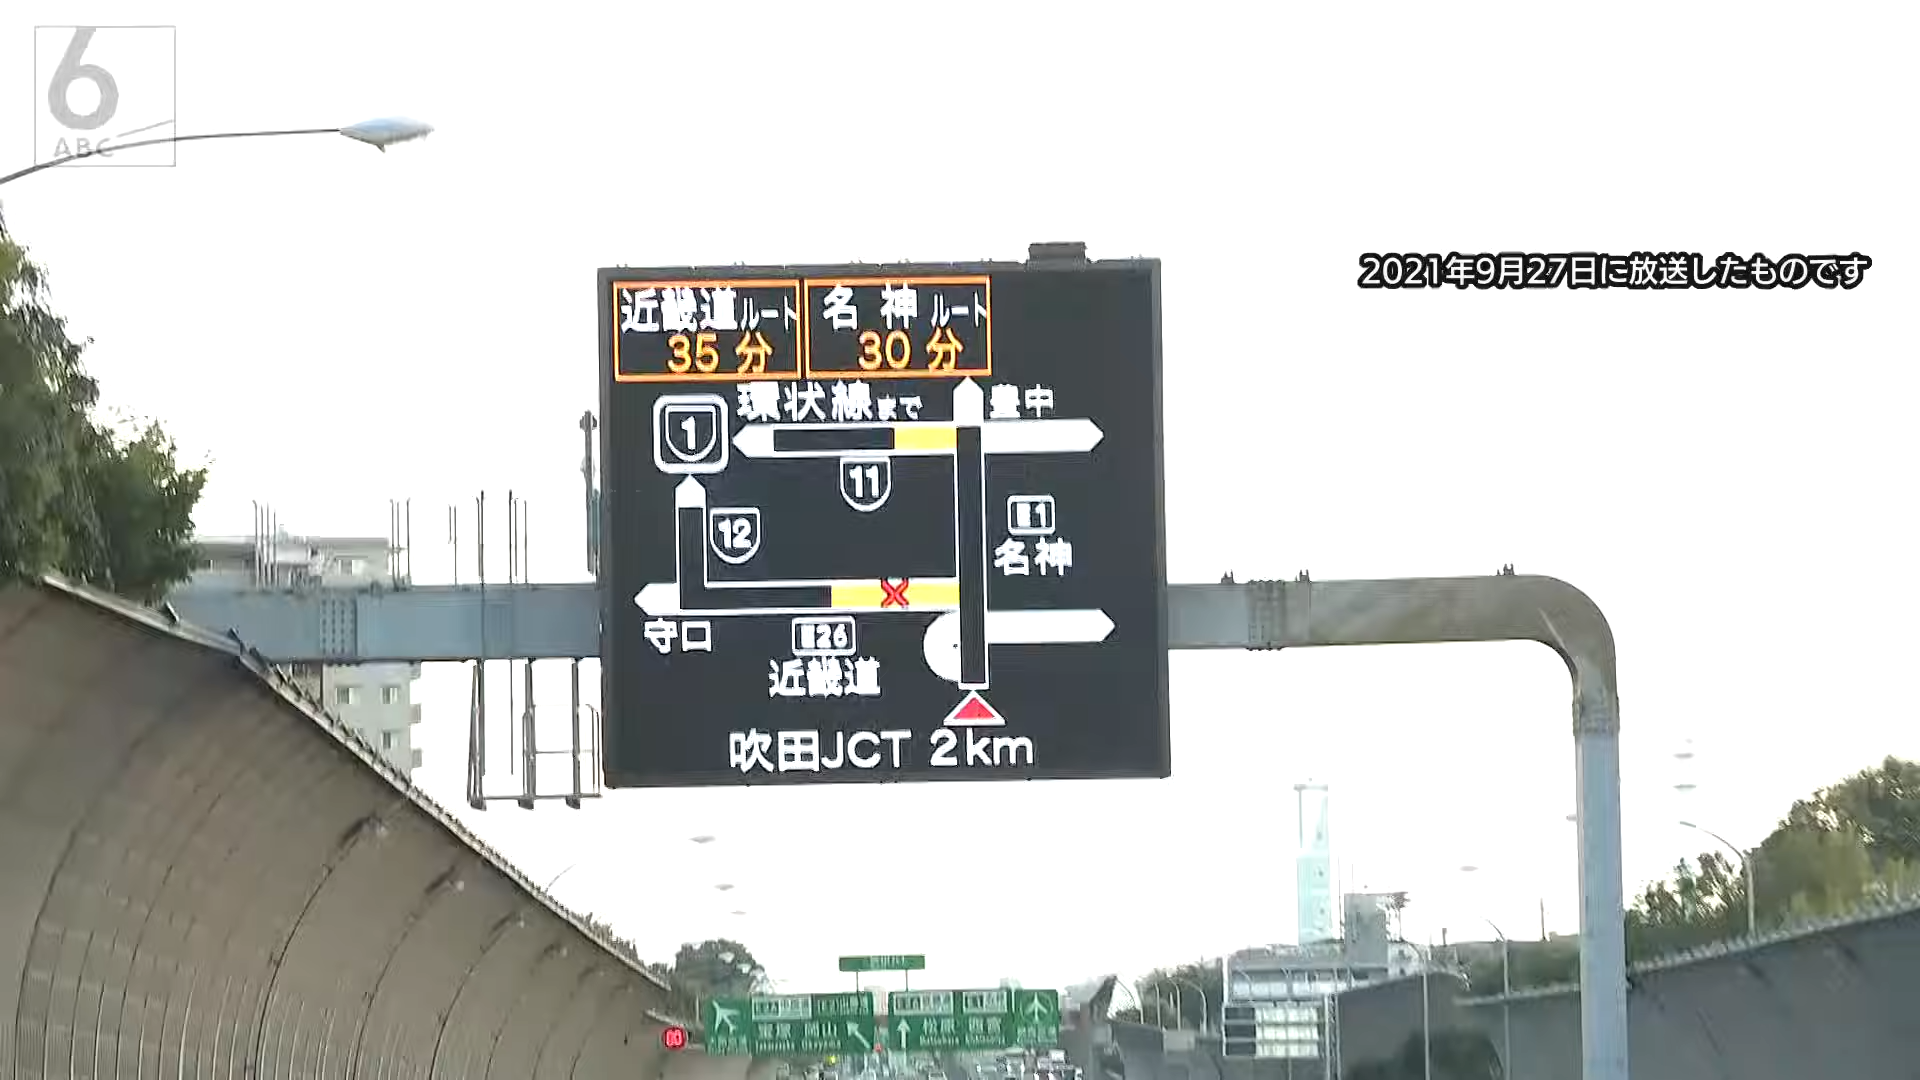 6
ABC
2021年9月27日に放送したものです
近畿道ルート 名神ルート
35分 30分
環状線まで 豊中
1
11
12
E1
名神
守口
E26
近畿道
吹田JCT 2km
松原